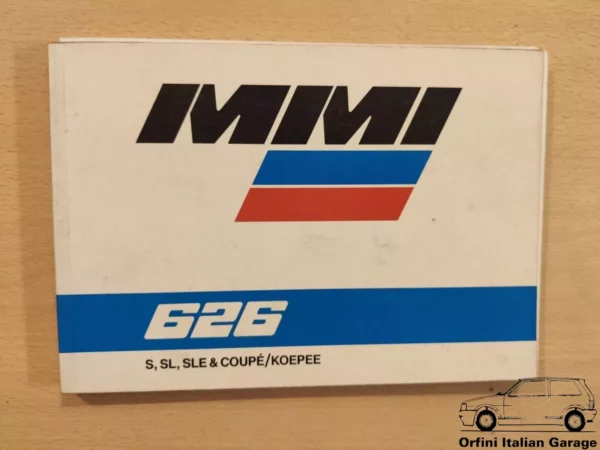 MMI
626
S, SL, SLE & COUPÉ/KOEPEE
Orfini Italian Garage